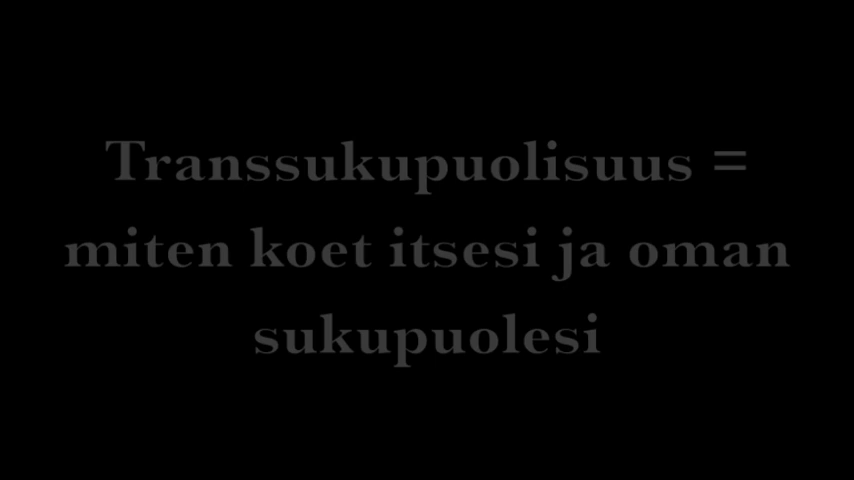 Transsukupuolisuus =
miten koet itsesi ja oman
sukupuolesi